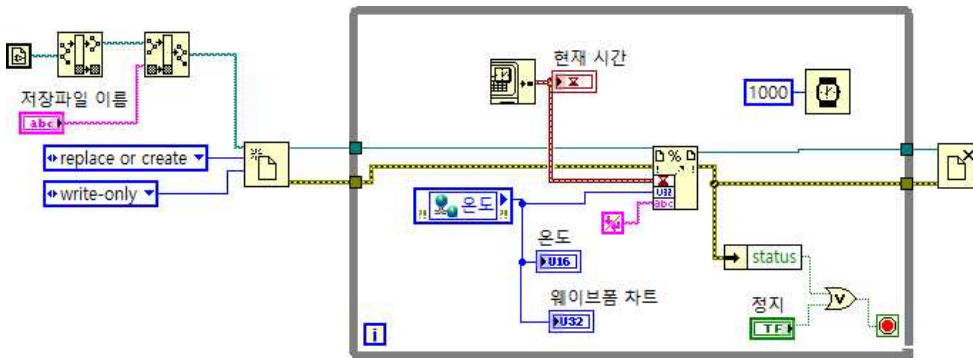 현재 시간
저장파일 이름
abc
1000
replace or create
write-only
%
U32
abc
온도
온도
U16
웨이브폼 차트
U32
status
정지
TF
V
i